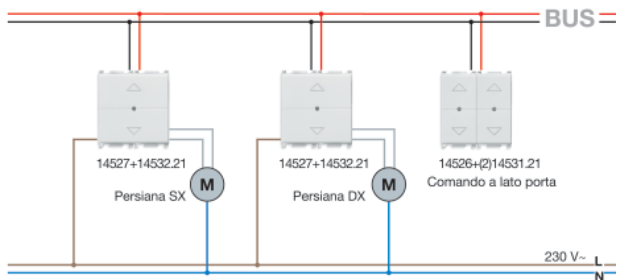 BUS
14527+14532.21
Persiana SX
M
14527+14532.21
Persiana DX
M
14526+(2)14531.21
Comando a lato porta
230 V~ L
N